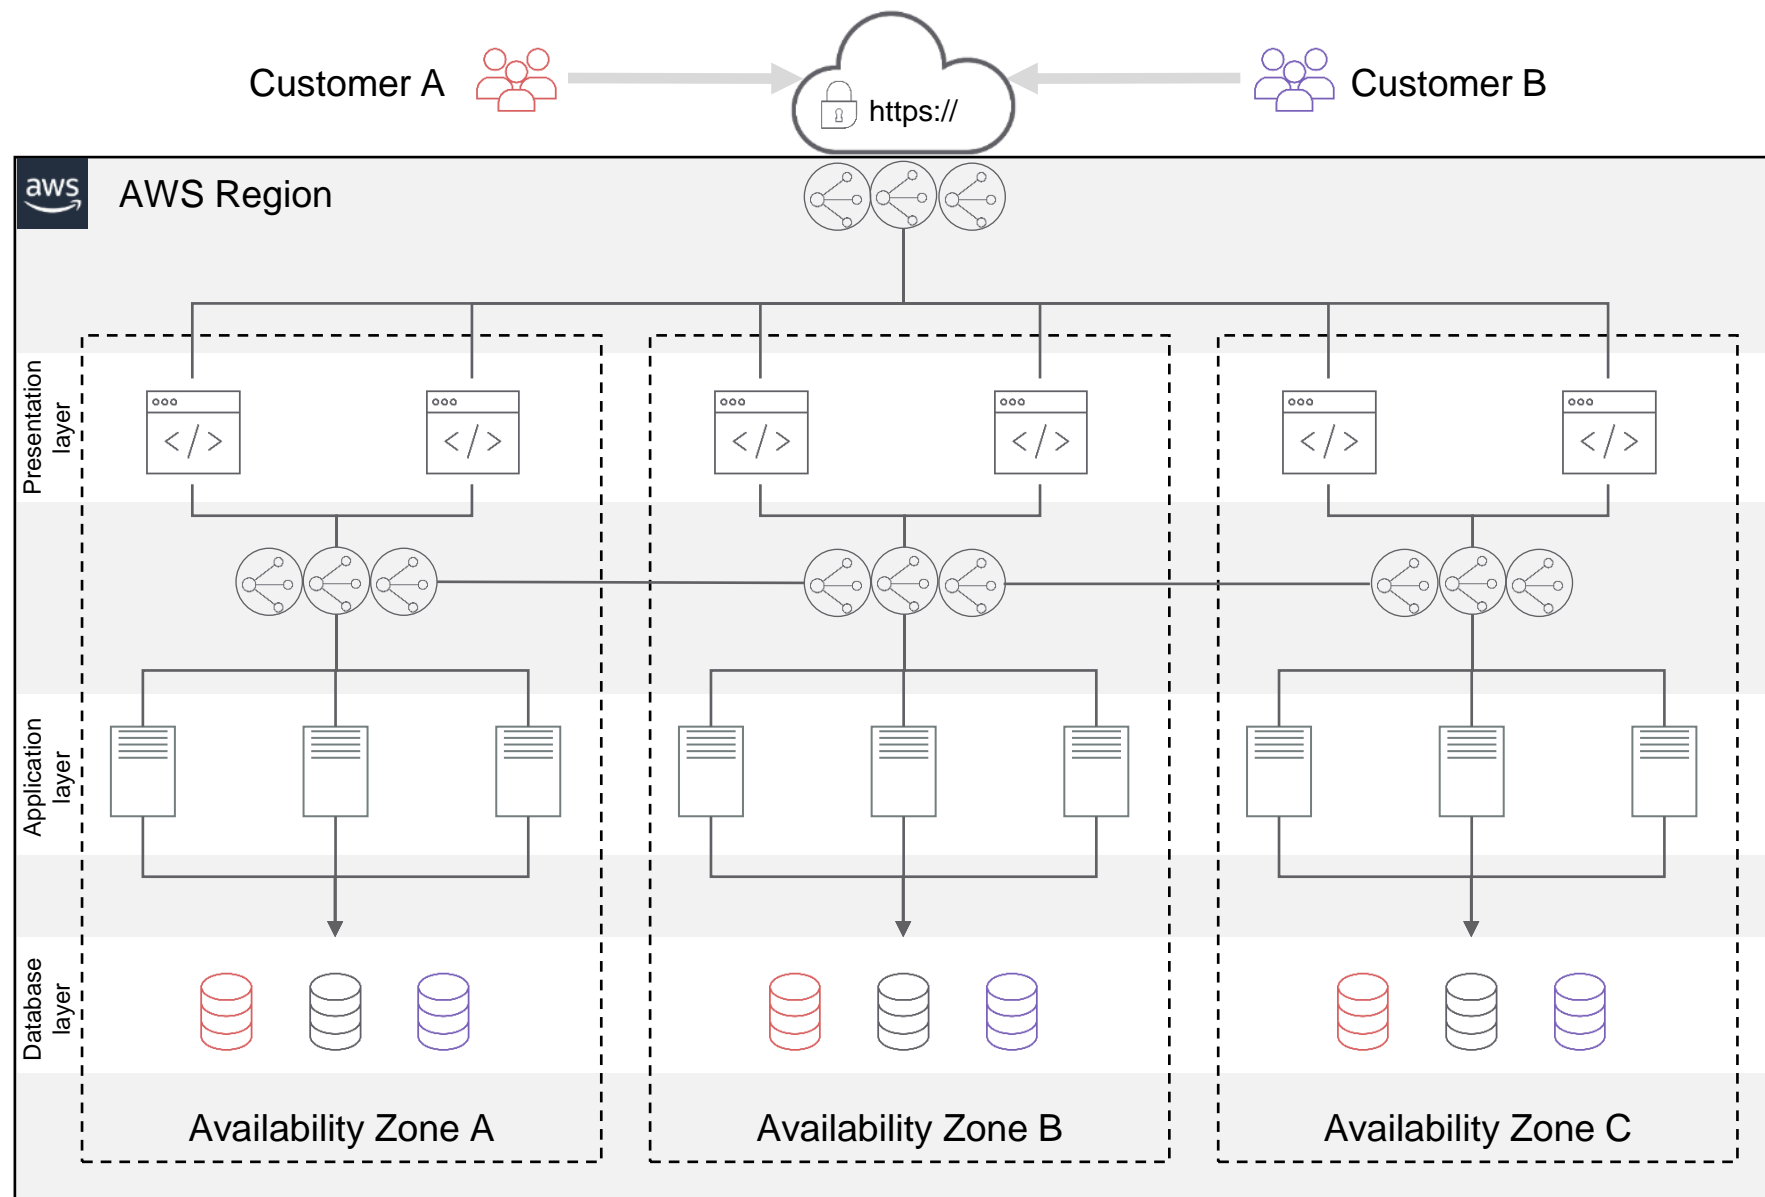 Customer A
https://
Customer B
aws
AWS Region
Presentation
layer
</>
</>
</>
</>
</>
</>
Application
layer
Database
layer
Availability Zone A
Availability Zone B
Availability Zone C